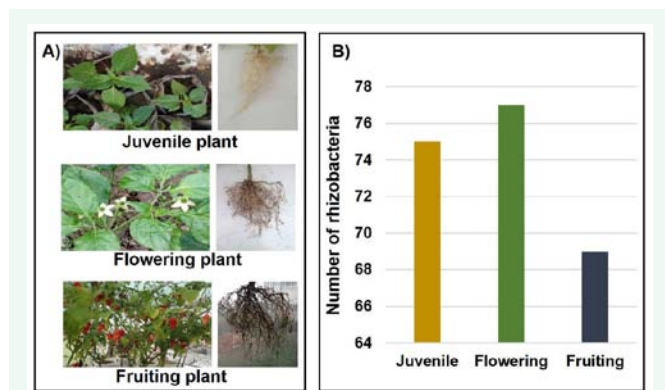 A)
Juvenile plant
Flowering plant
Fruiting plant
B)
Number of rhizobacteria
78
76
74
72
70
68
66
64
Juvenile Flowering Fruiting